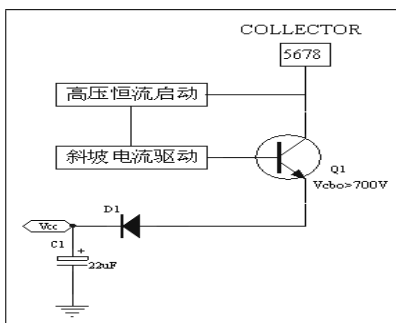 COLLECTOR
5678
高压恒流启动
斜坡电流驱动
Q1
Vcbo>700V
D1
Vcc
C1
+
22uF